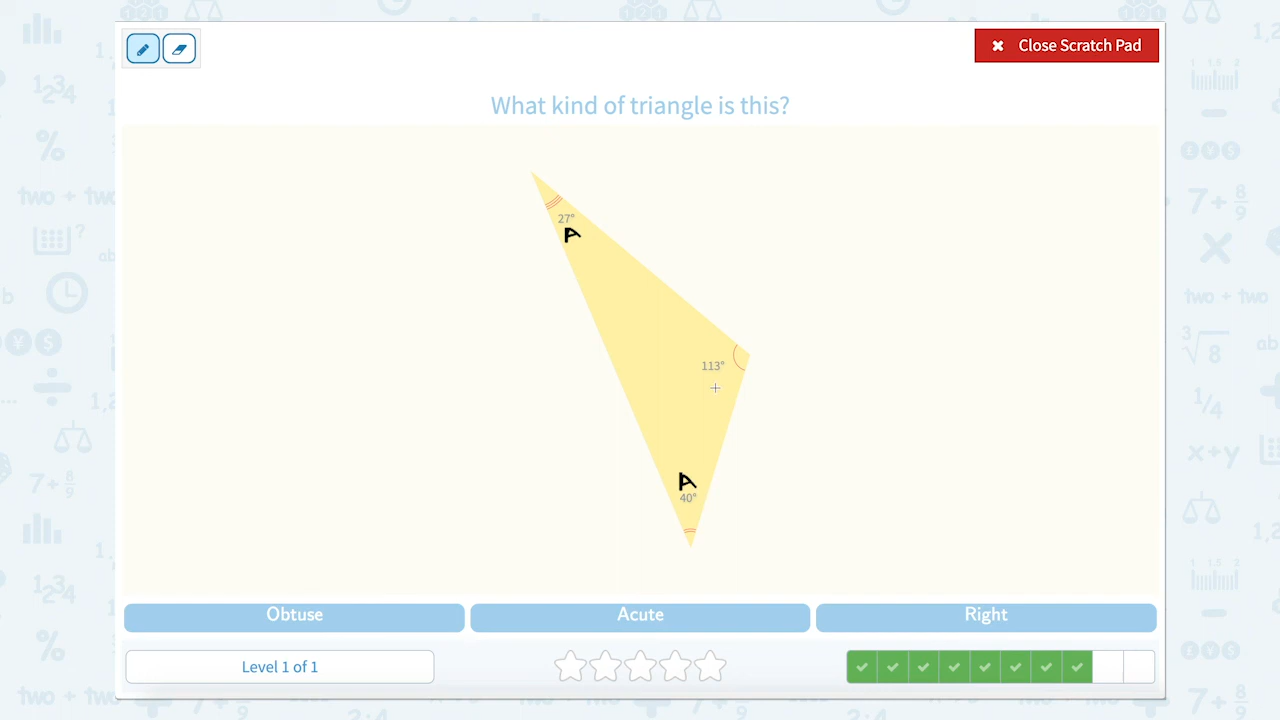 Close Scratch Pad
What kind of triangle is this?
27°
A
113°
A
40°
Obtuse
Acute
Right
Level 1 of 1